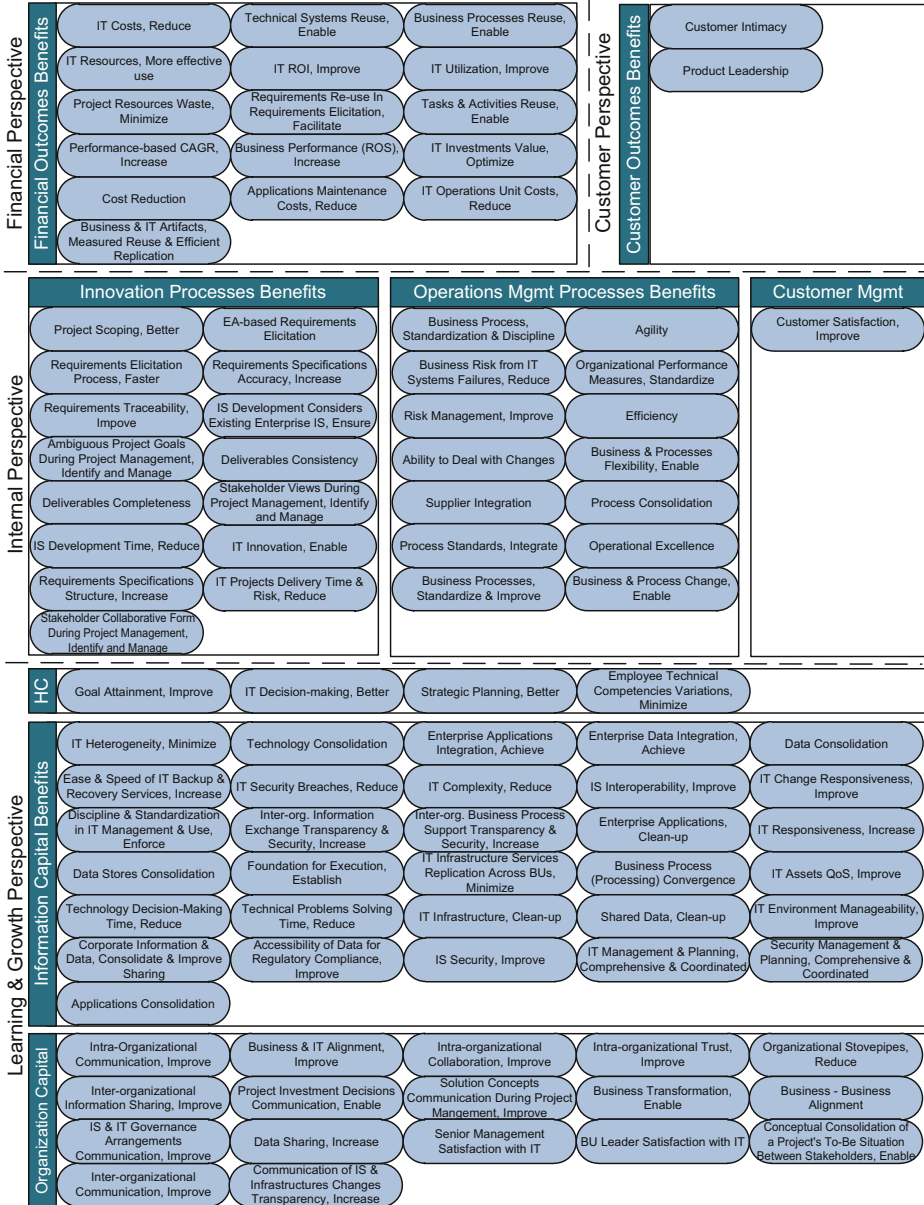 Financial Perspective
Financial Outcomes Benefits
IT Costs, Reduce
Technical Systems Reuse,
Enable
Business Processes Reuse,
Enable
IT Resources, More effective
use
IT ROI, Improve
IT Utilization, Improve
Project Resources Waste,
Minimize
Requirements Re-use In
Requirements Elicitation,
Facilitate
Tasks & Activities Reuse,
Enable
Performance-based CAGR,
Increase
Business Performance (ROS),
Increase
IT Investments Value,
Optimize
Cost Reduction
Applications Maintenance
Costs, Reduce
IT Operations Unit Costs,
Reduce
Business & IT Artifacts,
Measured Reuse & Efficient
Replication
Customer Perspective
Customer Outcomes Benefits
Customer Intimacy
Product Leadership
Internal Perspective
Innovation Processes Benefits
Project Scoping, Better
EA-based Requirements
Elicitation
Requirements Elicitation
Process, Faster
Requirements Specifications
Accuracy, Increase
Requirements Traceability,
Impove
IS Development Considers
Existing Enterprise IS, Ensure
Ambiguous Project Goals
During Project Management,
Identify and Manage
Deliverables Consistency
Deliverables Completeness
Stakeholder Views During
Project Management, Identify
and Manage
IS Development Time, Reduce
IT Innovation, Enable
Requirements Specifications
Structure, Increase
IT Projects Delivery Time &
Risk, Reduce
Stakeholder Collaborative Form
During Project Management,
Identify and Manage
Operations Mgmt Processes Benefits
Business Process,
Standardization & Discipline
Agility
Business Risk from IT
Systems Failures, Reduce
Organizational Performance
Measures, Standardize
Risk Management, Improve
Efficiency
Ability to Deal with Changes
Business & Processes
Flexibility, Enable
Supplier Integration
Process Consolidation
Process Standards, Integrate
Operational Excellence
Business Processes,
Standardize & Improve
Business & Process Change,
Enable
Customer Mgmt
Customer Satisfaction,
Improve
Learning & Growth Perspective
HC
Goal Attainment, Improve
IT Decision-making, Better
Strategic Planning, Better
Employee Technical
Competencies Variations,
Minimize
Information Capital Benefits
IT Heterogeneity, Minimize
Technology Consolidation
Enterprise Applications
Integration, Achieve
Enterprise Data Integration,
Achieve
Data Consolidation
Ease & Speed of IT Backup &
Recovery Services, Increase
IT Security Breaches, Reduce
IT Complexity, Reduce
IS Interoperability, Improve
IT Change Responsiveness,
Improve
Discipline & Standardization
in IT Management & Use,
Enforce
Inter-org. Information
Exchange Transparency &
Security, Increase
Inter-org. Business Process
Support Transparency &
Security, Increase
Enterprise Applications,
Clean-up
IT Responsiveness, Increase
Data Stores Consolidation
Foundation for Execution,
Establish
IT Infrastructure Services
Replication Across BUs,
Minimize
Business Process
(Processing) Convergence
IT Assets QoS, Improve
Technology Decision-Making
Time, Reduce
Technical Problems Solving
Time, Reduce
IT Infrastructure, Clean-up
Shared Data, Clean-up
IT Environment Manageability,
Improve
Corporate Information &
Data, Consolidate & Improve
Sharing
Accessibility of Data for
Regulatory Compliance,
Improve
IS Security, Improve
IT Management & Planning,
Comprehensive & Coordinated
Security Management &
Planning, Comprehensive &
Coordinated
Applications Consolidation
Organization Capital
Intra-Organizational
Communication, Improve
Business & IT Alignment,
Improve
Intra-organizational
Collaboration, Improve
Intra-organizational Trust,
Improve
Organizational Stovepipes,
Reduce
Inter-organizational
Information Sharing, Improve
Project Investment Decisions
Communication, Enable
Solution Concepts
Communication During Project
Mangement, Improve
Business Transformation,
Enable
Business - Business
Alignment
IS & IT Governance
Arrangements
Communication, Improve
Data Sharing, Increase
Senior Management
Satisfaction with IT
BU Leader Satisfaction with IT
Conceptual Consolidation of
a Project's To-Be Situation
Between Stakeholders, Enable
Inter-organizational
Communication, Improve
Communication of IS &
Infrastructures Changes
Transparency, Increase